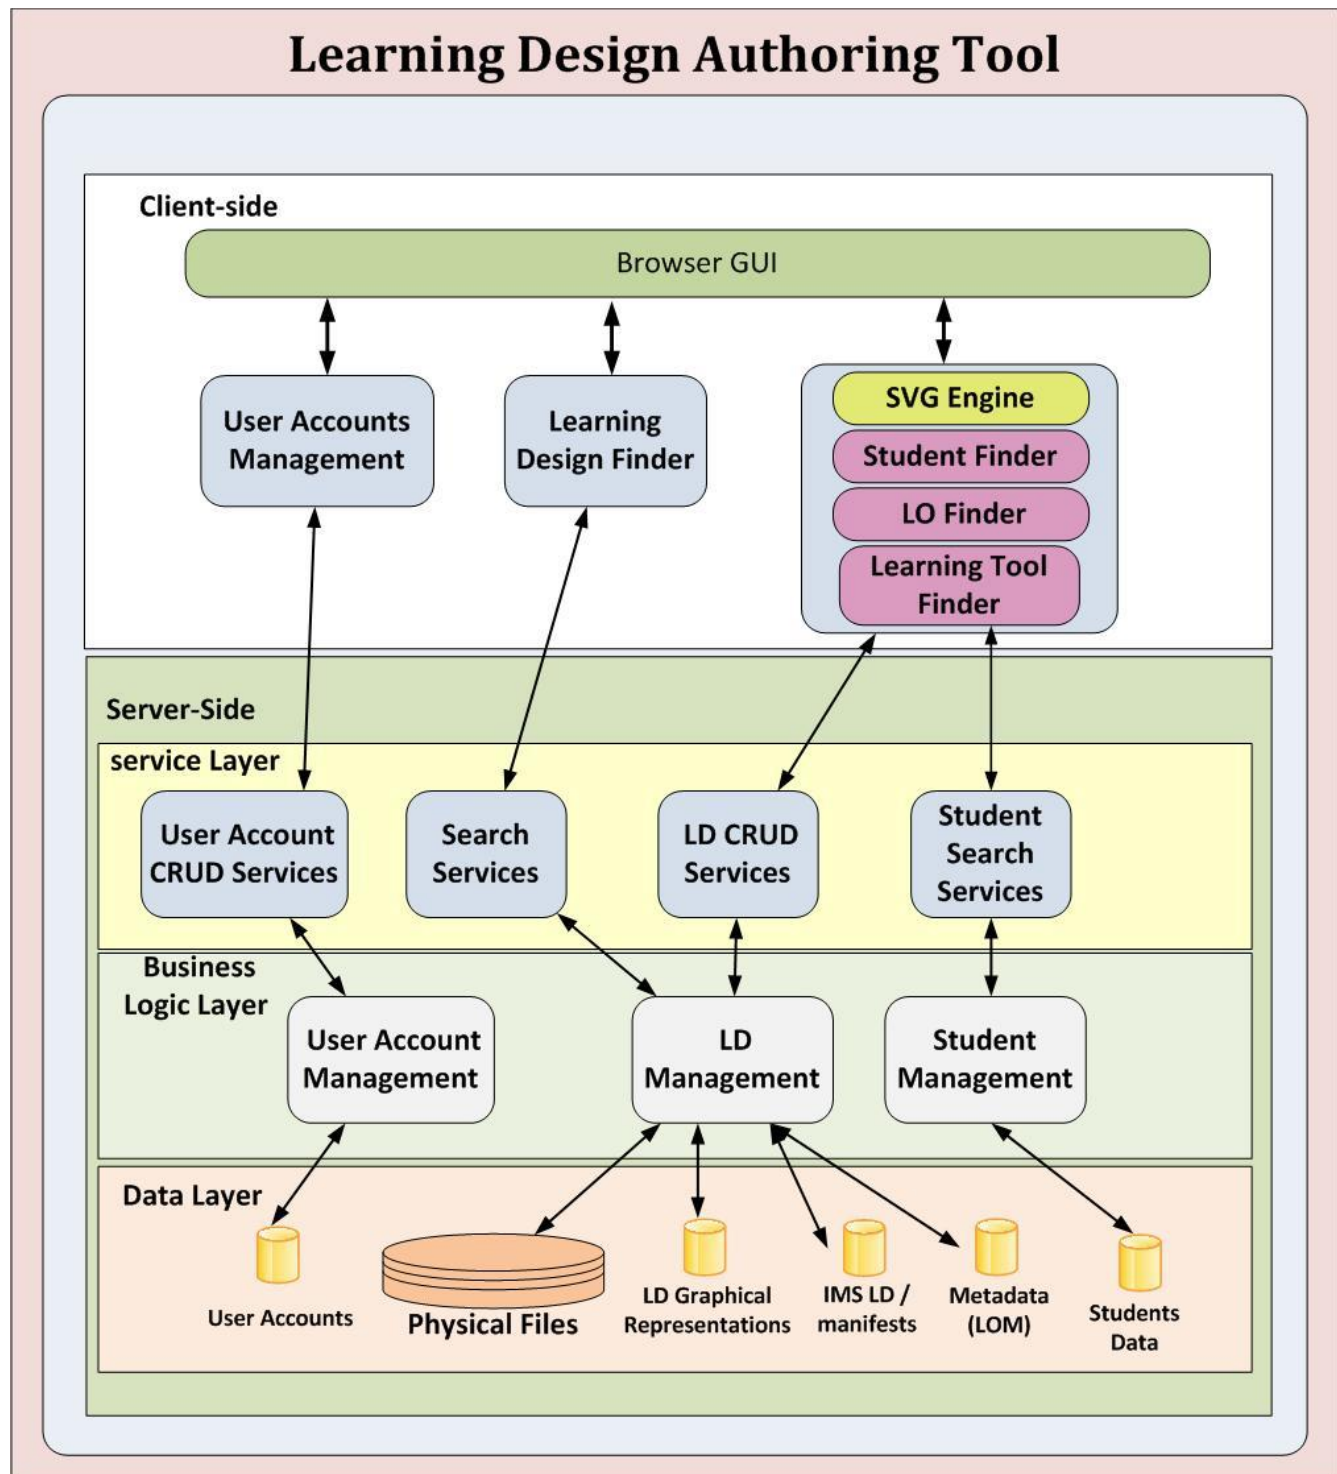 Learning Design Authoring Tool
Client-side
Browser GUI
User Accounts
Management
Learning
Design Finder
SVG Engine
Student Finder
LO Finder
Learning Tool
Finder
Server-Side
service Layer
User Account
CRUD Services
Search
Services
LD CRUD
Services
Student
Search
Services
Business
Logic Layer
User Account
Management
LD
Management
Student
Management
Data Layer
User Accounts
Physical Files
LD Graphical
Representations
IMS LD /
manifests
Metadata
(LOM)
Students
Data